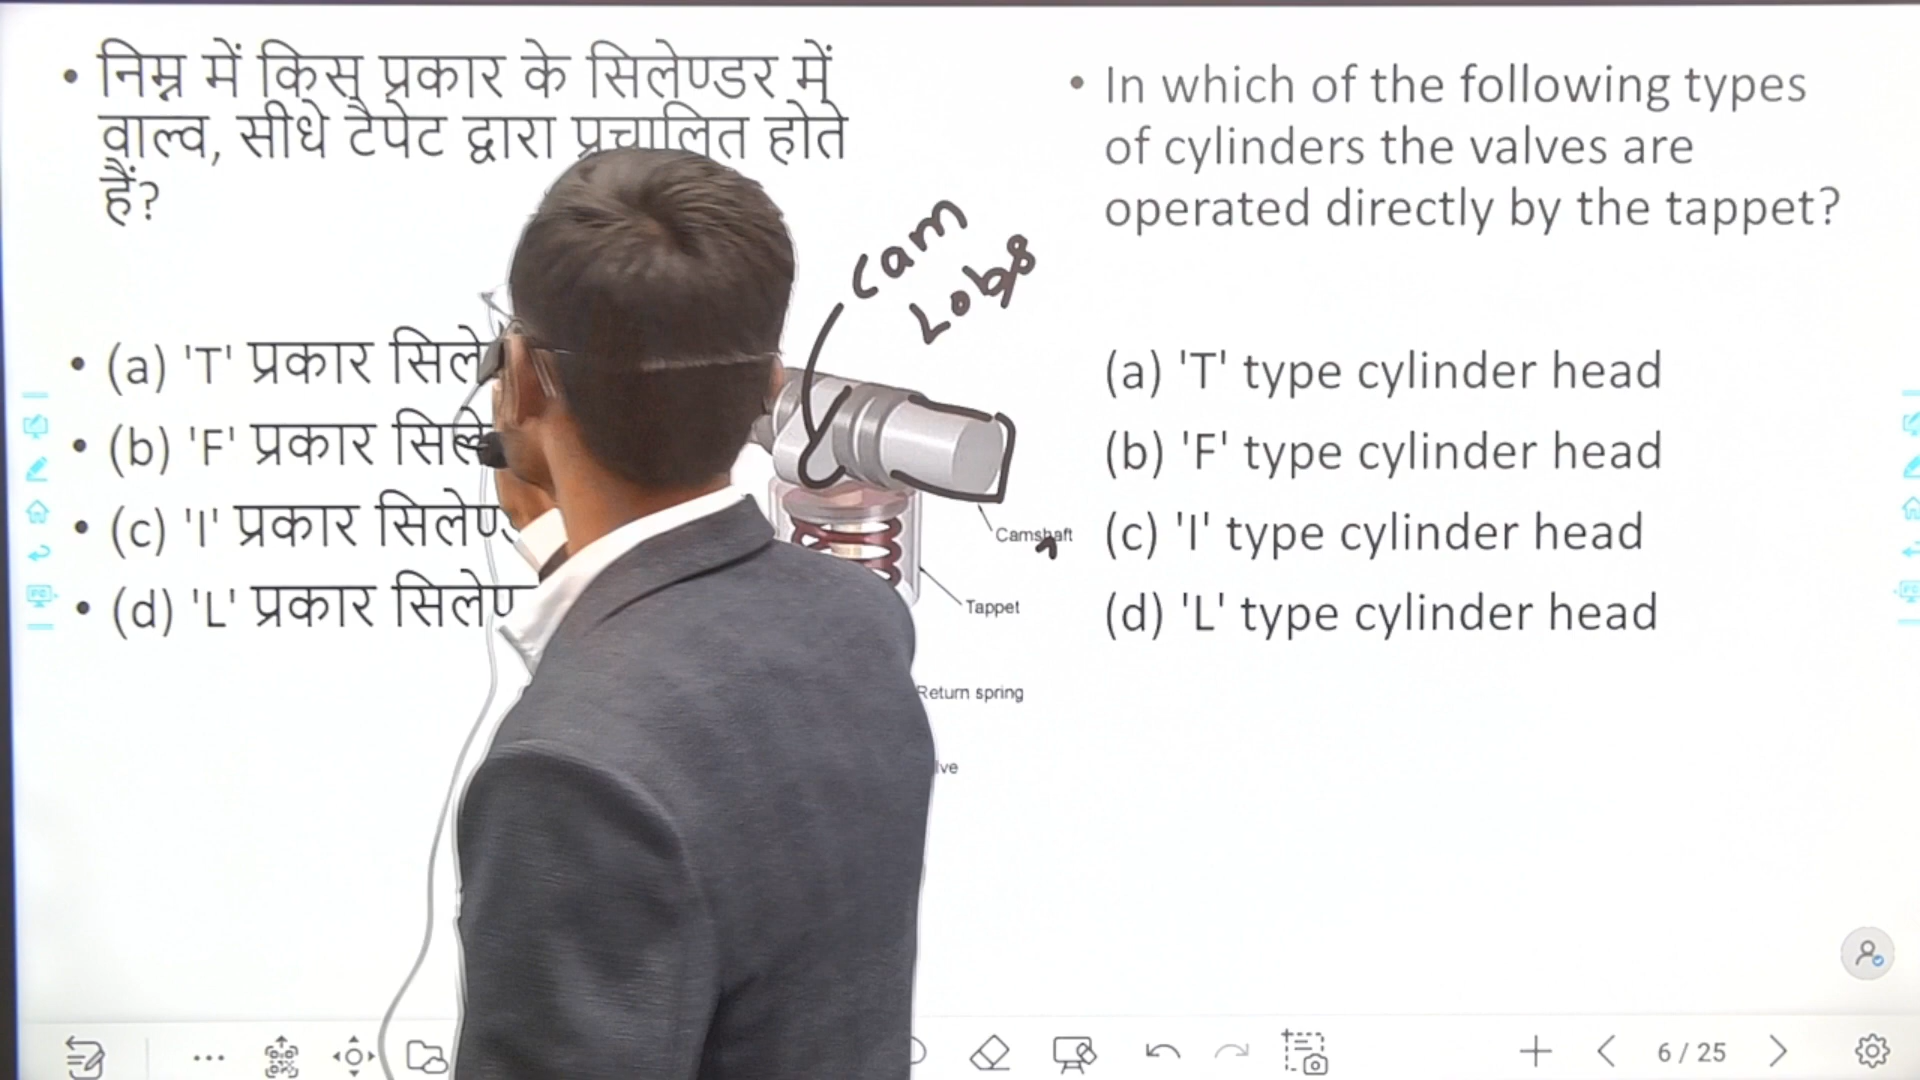 • निम्न में किस प्रकार के सिलेण्डर में
वाल्व, सीधे टैपेट द्वारा प्रचालित होते
हैं?
• (a) 'T' प्रकार
• (b) 'F' प्रकार
• (c) 'I' प्रकार
• (d) 'L' प्रकार
cam
Lobs
Camshaft
Tappet
Return spring
• In which of the following types
of cylinders the valves are
operated directly by the tappet?
(a) 'T' type cylinder head
(b) 'F' type cylinder head
(c) 'I' type cylinder head
(d) 'L' type cylinder head
6 / 25